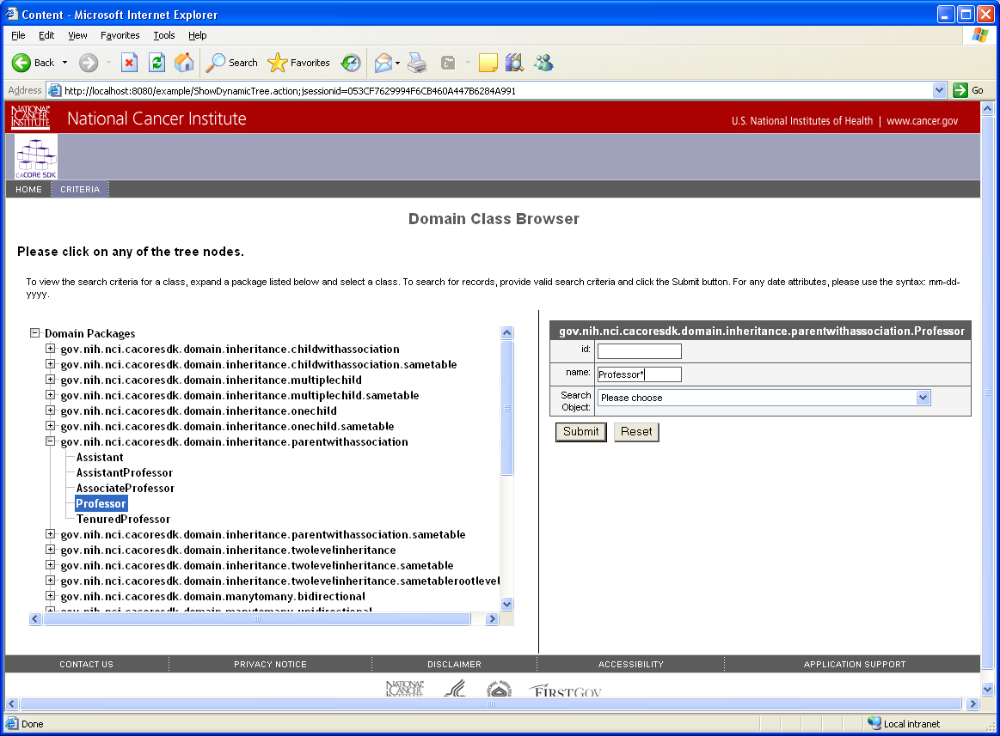 Content - Microsoft Internet Explorer
File Edit View Favorites Tools Help
Back Search Favorites
Address http://localhost:8080/example/ShowDynamicTree.action;jsessionid=053CF7629994F6CB460A447B6284A991 Go
NATIONAL CANCER INSTITUTE
National Cancer Institute
U.S. National Institutes of Health | www.cancer.gov
caCORE SDK
HOME CRITERIA
Domain Class Browser
Please click on any of the tree nodes.
To view the search criteria for a class, expand a package listed below and select a class. To search for records, provide valid search criteria and click the Submit button. For any date attributes, please use the syntax: mm-dd-
yyyy.
Domain Packages
gov.nih.nci.cacoresdk.domain.inheritance.childwithassociation
gov.nih.nci.cacoresdk.domain.inheritance.childwithassociation.sametable
gov.nih.nci.cacoresdk.domain.inheritance.multiplechild
gov.nih.nci.cacoresdk.domain.inheritance.multiplechild.sametable
gov.nih.nci.cacoresdk.domain.inheritance.onechild
gov.nih.nci.cacoresdk.domain.inheritance.onechild.sametable
gov.nih.nci.cacoresdk.domain.inheritance.parentwithassociation
Assistant
AssistantProfessor
AssociateProfessor
Professor
TenuredProfessor
gov.nih.nci.cacoresdk.domain.inheritance.parentwithassociation.sametable
gov.nih.nci.cacoresdk.domain.inheritance.twolevelinheritance
gov.nih.nci.cacoresdk.domain.inheritance.twolevelinheritance.sametable
gov.nih.nci.cacoresdk.domain.inheritance.twolevelinheritance.sametablerootlevel
gov.nih.nci.cacoresdk.domain.manytomany.bidirectional
gov.nih.nci.cacoresdk.domain.manytomany.unidirectional
gov.nih.nci.cacoresdk.domain.inheritance.parentwithassociation.Professor
id:
name: Professor*
Search
Object: Please choose
Submit Reset
CONTACT US PRIVACY NOTICE DISCLAIMER ACCESSIBILITY APPLICATION SUPPORT
NATIONAL CANCER FIRSTGOV
Done Local intranet